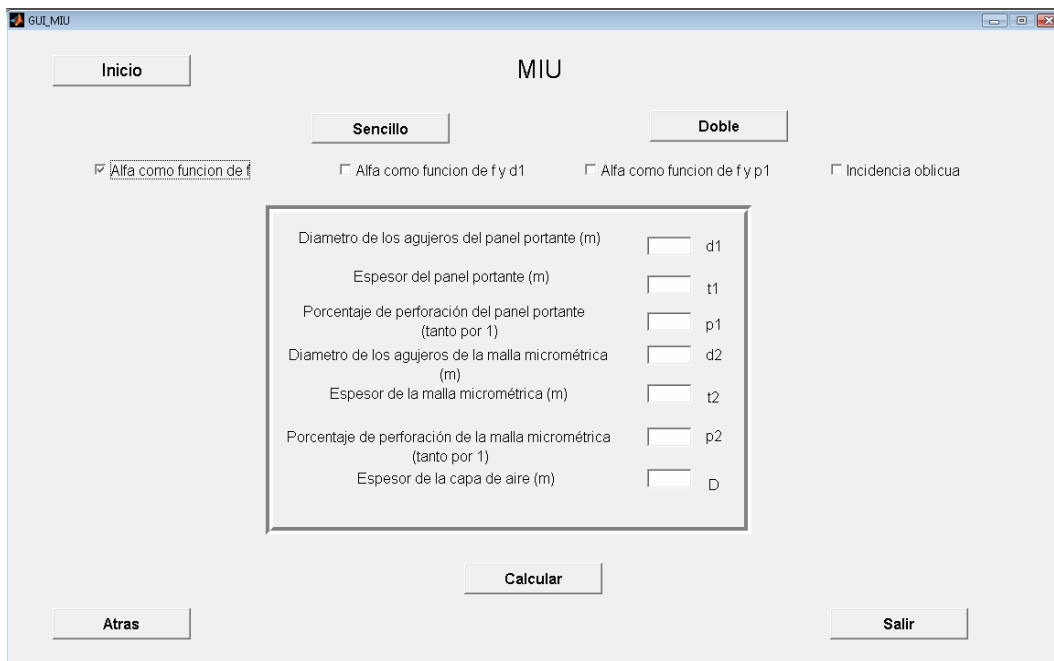 GUI_MIU
Inicio
MIU
Sencillo
Doble
Alfa como funcion de f
Alfa como funcion de f y d1
Alfa como funcion de f y p1
Incidencia oblicua
Diametro de los agujeros del panel portante (m)
d1
Espesor del panel portante (m)
t1
Porcentaje de perforación del panel portante
(tanto por 1)
p1
Diametro de los agujeros de la malla micrométrica
(m)
d2
Espesor de la malla micrométrica (m)
t2
Porcentaje de perforación de la malla micrométrica
(tanto por 1)
p2
Espesor de la capa de aire (m)
D
Calcular
Atras
Salir